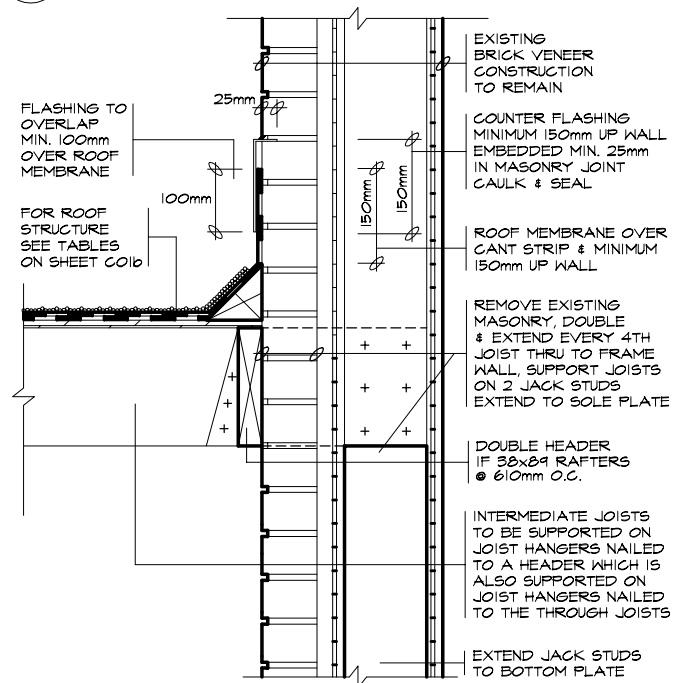 EXISTING
BRICK VENEER
CONSTRUCTION
TO REMAIN
25mm
FLASHING TO
OVERLAP
MIN. 100mm
OVER ROOF
MEMBRANE
COUNTER FLASHING
MINIMUM 150mm UP WALL
EMBEDDED MIN. 25mm
IN MASONRY JOINT
CAULK & SEAL
100mm
150mm
150mm
FOR ROOF
STRUCTURE
SEE TABLES
ON SHEET C01b
ROOF MEMBRANE OVER
CANT STRIP & MINIMUM
150mm UP WALL
REMOVE EXISTING
MASONRY, DOUBLE
& EXTEND EVERY 4TH
JOIST THRU TO FRAME
WALL, SUPPORT JOISTS
ON 2 JACK STUDS
EXTEND TO SOLE PLATE
DOUBLE HEADER
IF 38x89 RAFTERS
@ 610mm O.C.
INTERMEDIATE JOISTS
TO BE SUPPORTED ON
JOIST HANGERS NAILED
TO A HEADER WHICH IS
ALSO SUPPORTED ON
JOIST HANGERS NAILED
TO THE THROUGH JOISTS
EXTEND JACK STUDS
TO BOTTOM PLATE